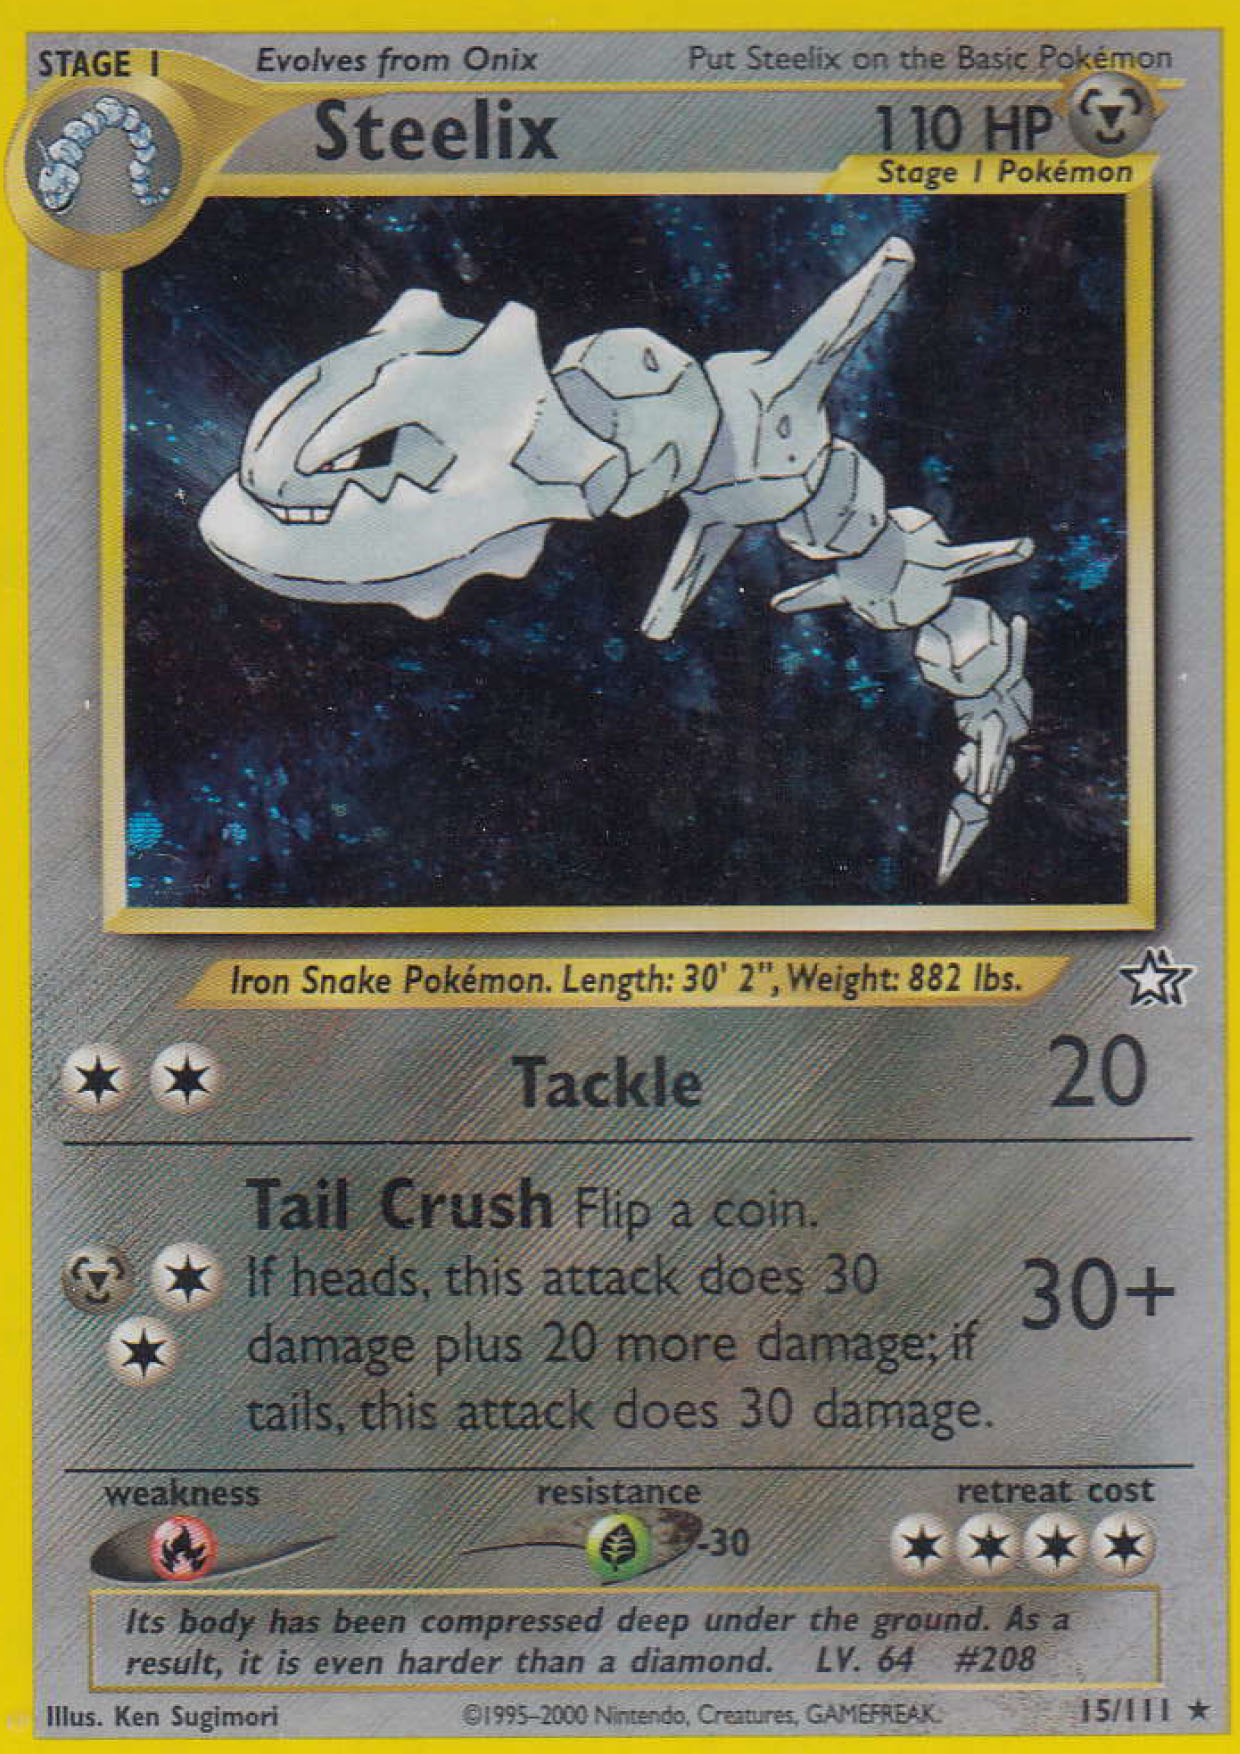 STAGE 1 Evolves from Onix Put Steelix on the Basic Pokémon
Steelix 110 HP
Stage 1 Pokémon
Iron Snake Pokémon. Length: 30' 2", Weight: 882 lbs.
Tackle 20
Tail Crush Flip a coin.
If heads, this attack does 30
damage plus 20 more damage; if
tails, this attack does 30 damage.
30+
weakness resistance retreat cost
-30
Its body has been compressed deep under the ground. As a
result, it is even harder than a diamond. LV. 64 #208
Illus. Ken Sugimori ©1995–2000 Nintendo, Creatures, GAMEFREAK. 15/111 ★